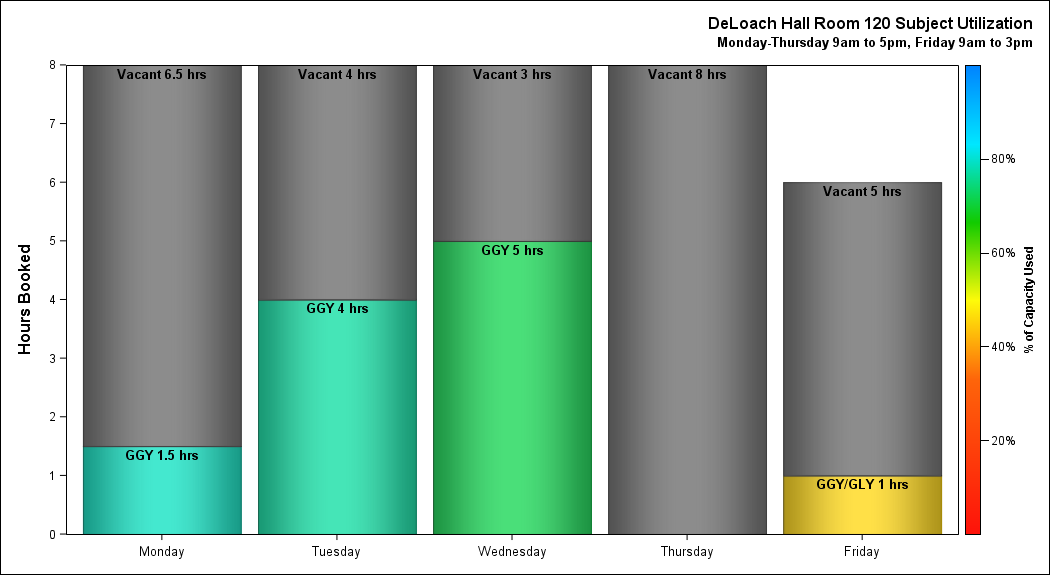 DeLoach Hall Room 120 Subject Utilization
Monday-Thursday 9am to 5pm, Friday 9am to 3pm
Hours Booked
8
7
6
5
4
3
2
1
0
Vacant 6.5 hrs
GGY 1.5 hrs
Vacant 4 hrs
GGY 4 hrs
Vacant 3 hrs
GGY 5 hrs
Vacant 8 hrs
Vacant 5 hrs
GGY/GLY 1 hrs
Monday
Tuesday
Wednesday
Thursday
Friday
80%
60%
40%
20%
% of Capacity Used